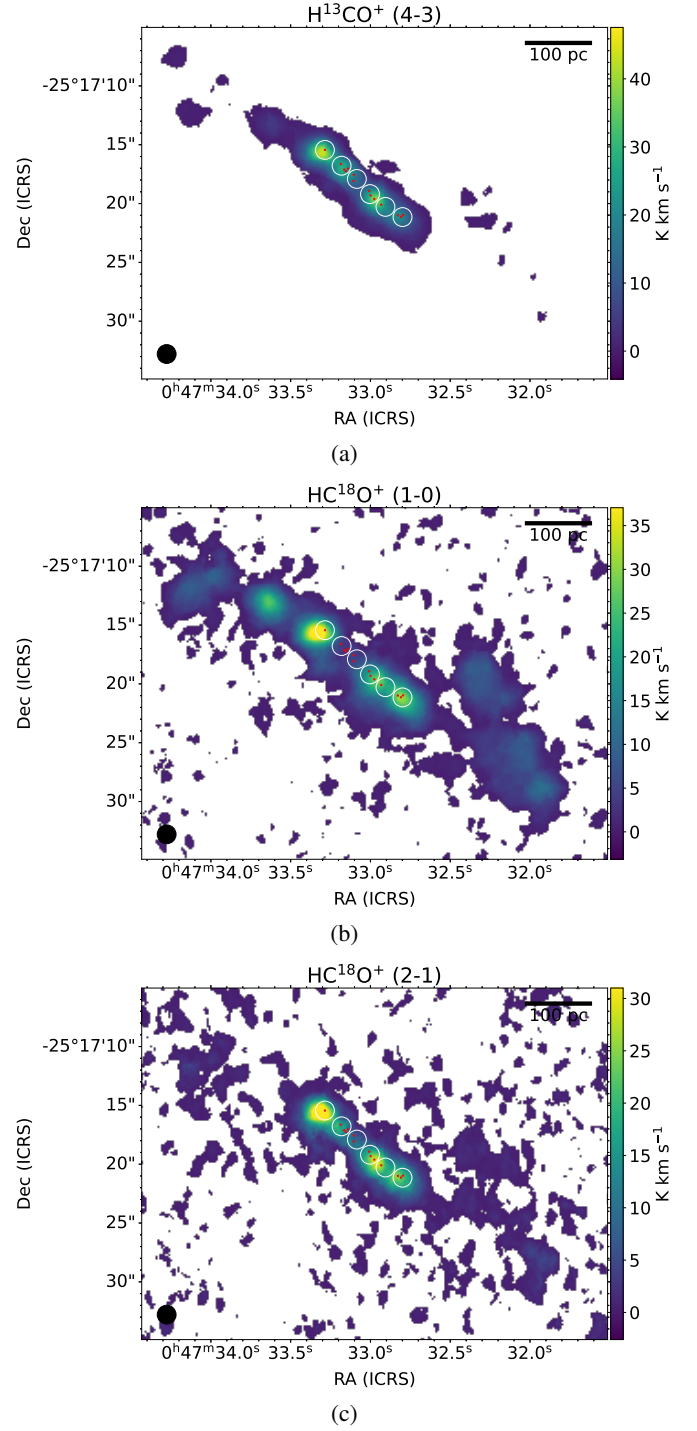 H¹³CO⁺ (4-3)
100 pc
-25°17'10"
15"
20"
25"
30"
Dec (ICRS)
0ʰ47ᵐ34.0ˢ 33.5ˢ 33.0ˢ 32.5ˢ 32.0ˢ
RA (ICRS)
40
30
20
10
0
K km s⁻¹
(a)
HC¹⁸O⁺ (1-0)
100 pc
-25°17'10"
15"
20"
25"
30"
Dec (ICRS)
0ʰ47ᵐ34.0ˢ 33.5ˢ 33.0ˢ 32.5ˢ 32.0ˢ
RA (ICRS)
35
30
25
20
15
10
5
0
K km s⁻¹
(b)
HC¹⁸O⁺ (2-1)
100 pc
-25°17'10"
15"
20"
25"
30"
Dec (ICRS)
0ʰ47ᵐ34.0ˢ 33.5ˢ 33.0ˢ 32.5ˢ 32.0ˢ
RA (ICRS)
30
25
20
15
10
5
0
K km s⁻¹
(c)